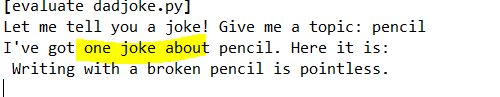 [evaluate dadjoke.py]
Let me tell you a joke! Give me a topic: pencil
I've got one joke about pencil. Here it is:
 Writing with a broken pencil is pointless.